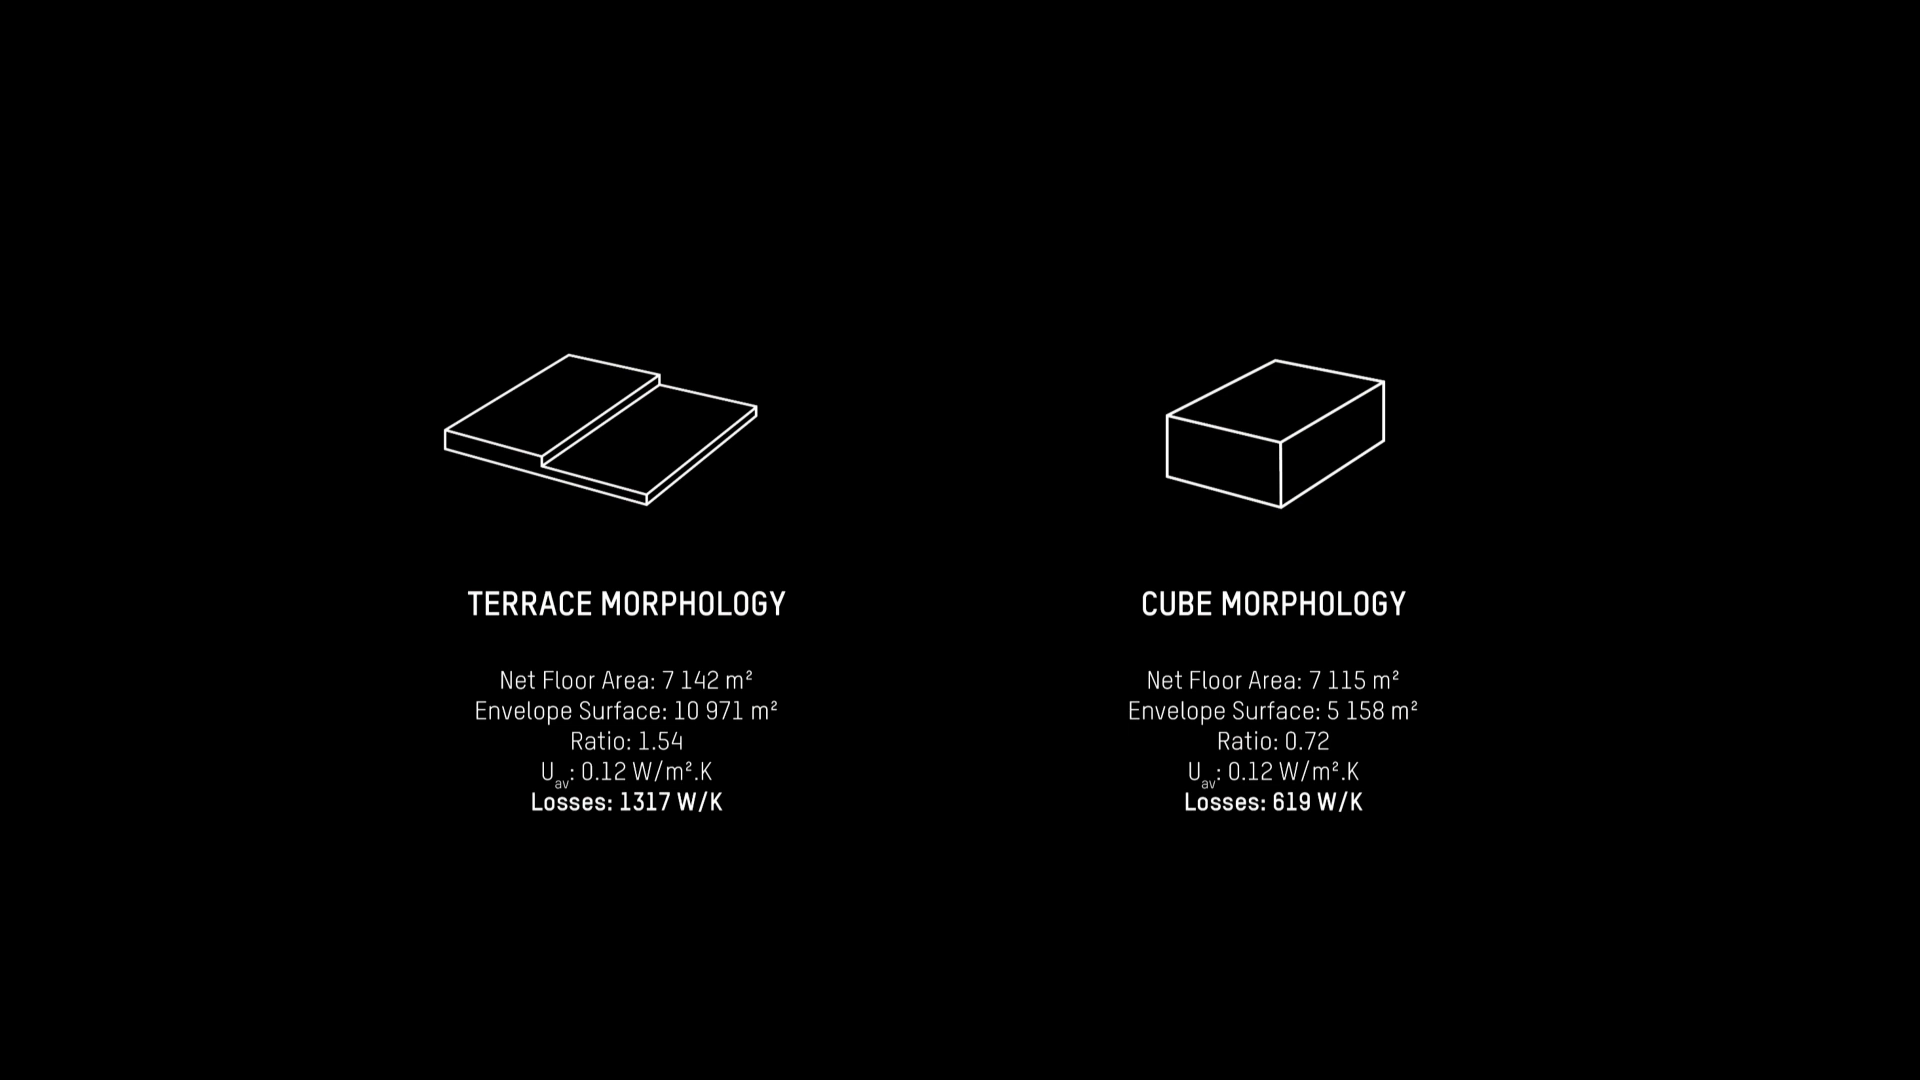 TERRACE MORPHOLOGY
Net Floor Area: 7 142 m²
Envelope Surface: 10 971 m²
Ratio: 1.54
Uav: 0.12 W/m².K
Losses: 1317 W/K
CUBE MORPHOLOGY
Net Floor Area: 7 115 m²
Envelope Surface: 5 158 m²
Ratio: 0.72
Uav: 0.12 W/m².K
Losses: 619 W/K